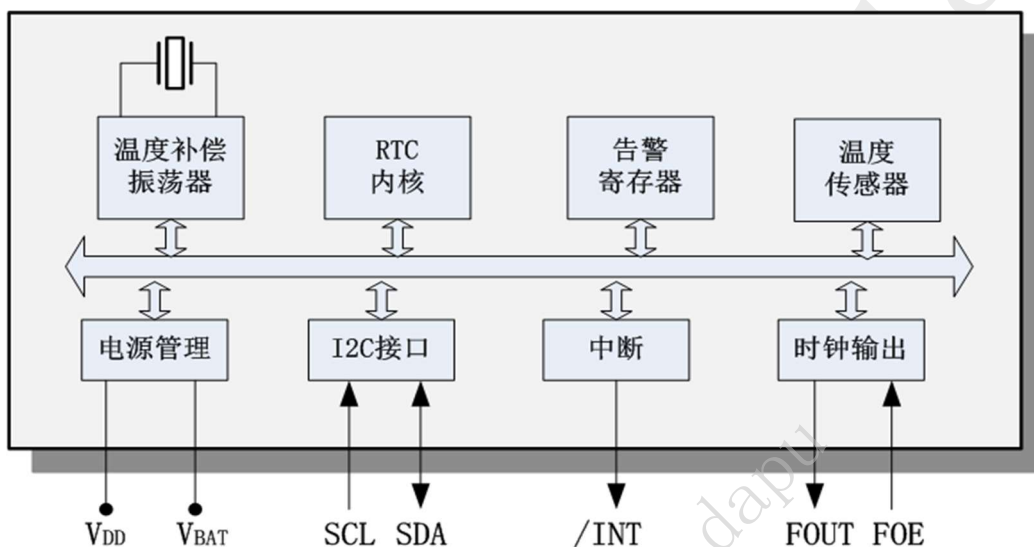 温度补偿
振荡器
RTC
内核
告警
寄存器
温度
传感器
电源管理
I2C接口
中断
时钟输出
VDD
VBAT
SCL
SDA
/INT
FOUT
FOE
dapu